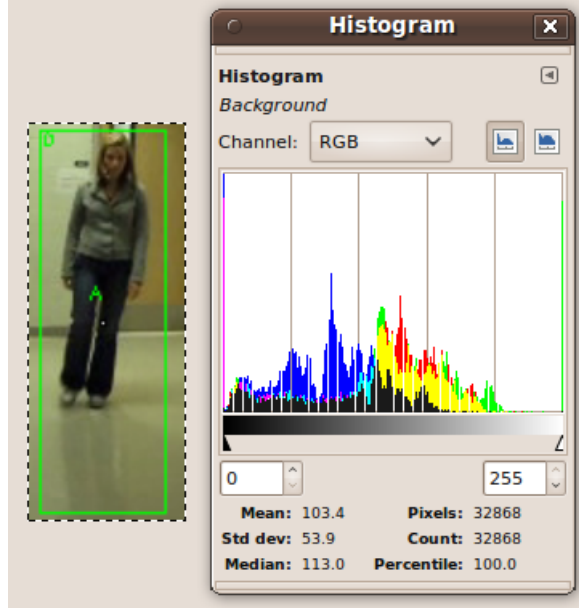 Histogram
Histogram
Background
Channel: RGB
D
A
0 255
Mean: 103.4 Pixels: 32868
Std dev: 53.9 Count: 32868
Median: 113.0 Percentile: 100.0